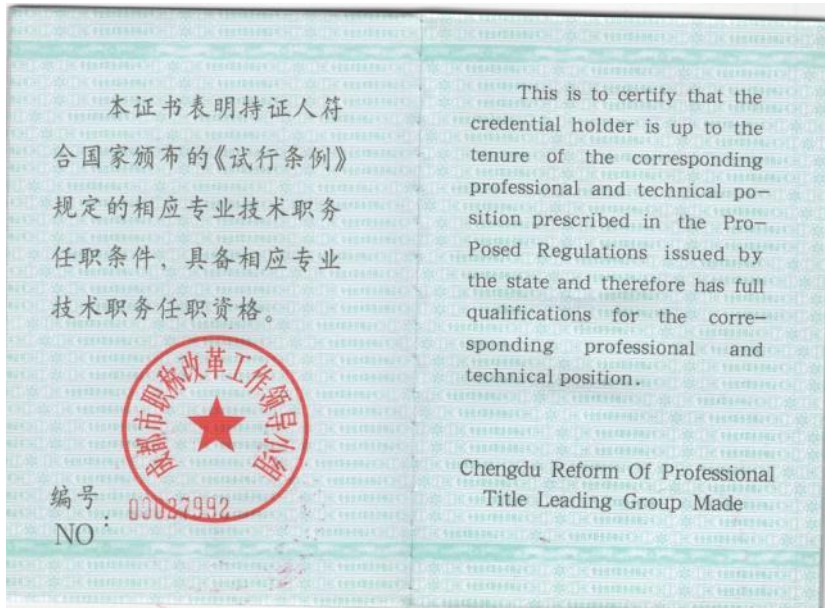 本证书表明持证人符
合国家颁布的《试行条例》
规定的相应专业技术职务
任职条件，具备相应专业
技术职务任职资格。
成都市职称改革工作领导小组
编号
NO：00027992
This is to certify that the
credential holder is up to the
tenure of the corresponding
professional and technical po-
sition prescribed in the Pro-
Posed Regulations issued by
the state and therefore has full
qualifications for the corre-
sponding professional and
technical position.
Chengdu Reform Of Professional
Title Leading Group Made